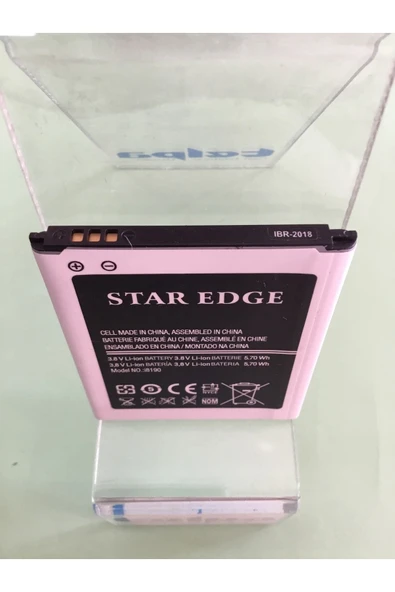 IBR-2018
STAR EDGE
CELL MADE IN CHINA, ASSEMBLED IN CHINA
BATTERIE FABRIQUÉ AU CINE, ASSEMBLÉ EN CHINE
ENSAMBLADO EN CHINA / MONTADO NA CHINA
3,8 V Li-ion BATTERY 3.8 V Li-ion BATTERIE 5,70 Wh
3,8 V Li-ion BATERÍA 3,8 V Li-ion BATERIA 5,70 Wh
Model NO.:i8190